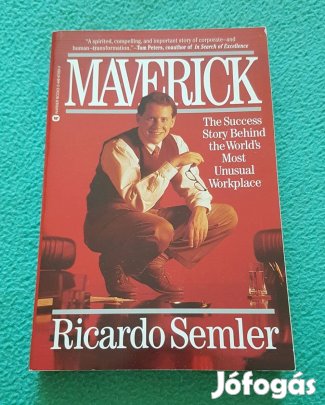 "A spirited, compelling, and important story of corporate–and
human–transformation."–Tom Peters, coauthor of In Search of Excellence
MAVERICK
The Success
Story Behind
the World's
Most
Unusual
Workplace
Ricardo Semler
Jófogás